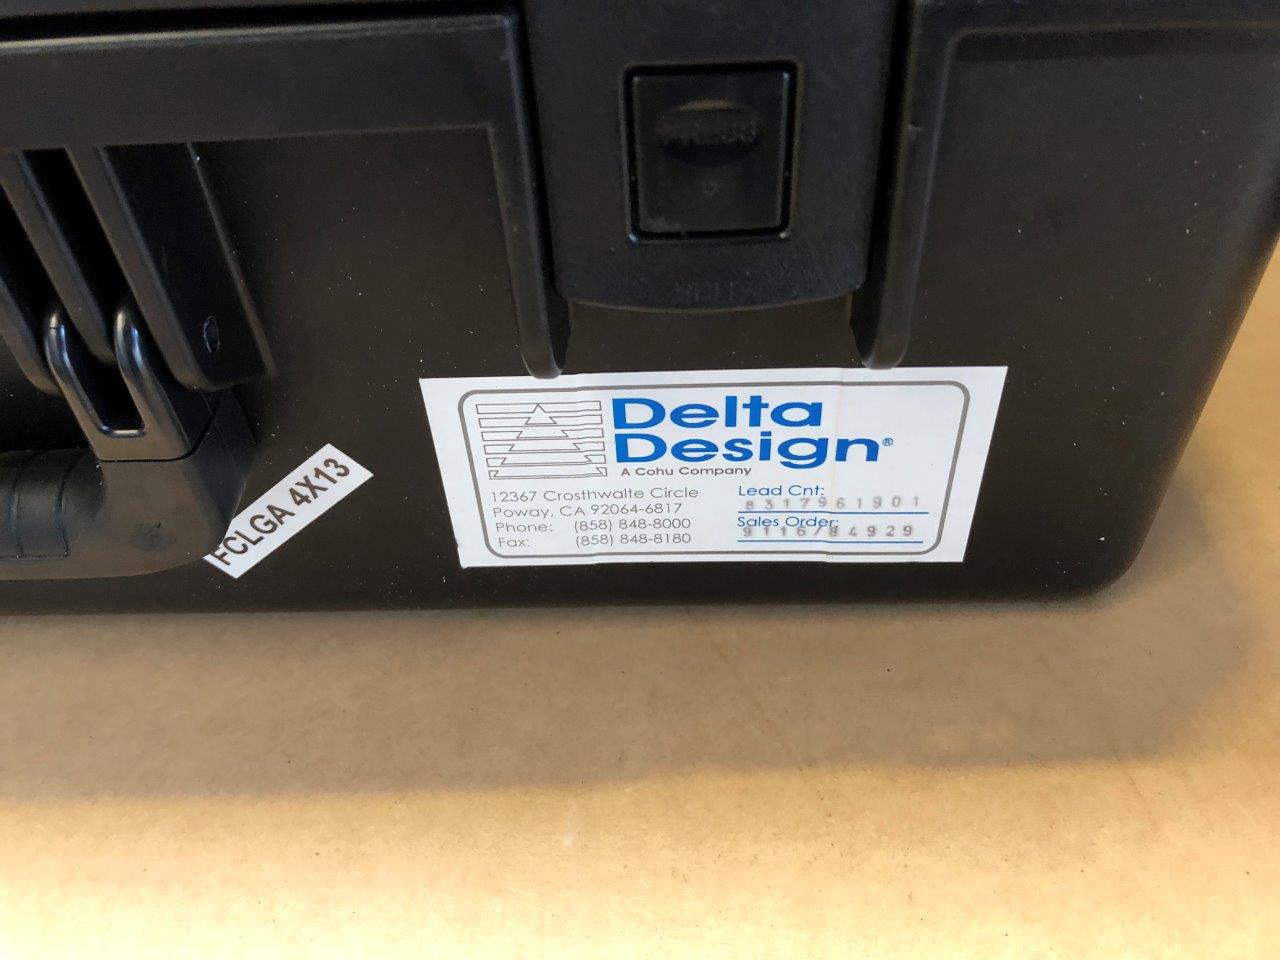 PRESS
Delta
Design®
A Cohu Company
12367 Crosthwaite Circle
Poway, CA 92064-6817
Phone: (858) 848-8000
Fax: (858) 848-8180
Lead Cnt:
8317961901
Sales Order:
9116/84929
FCLGA 4X13